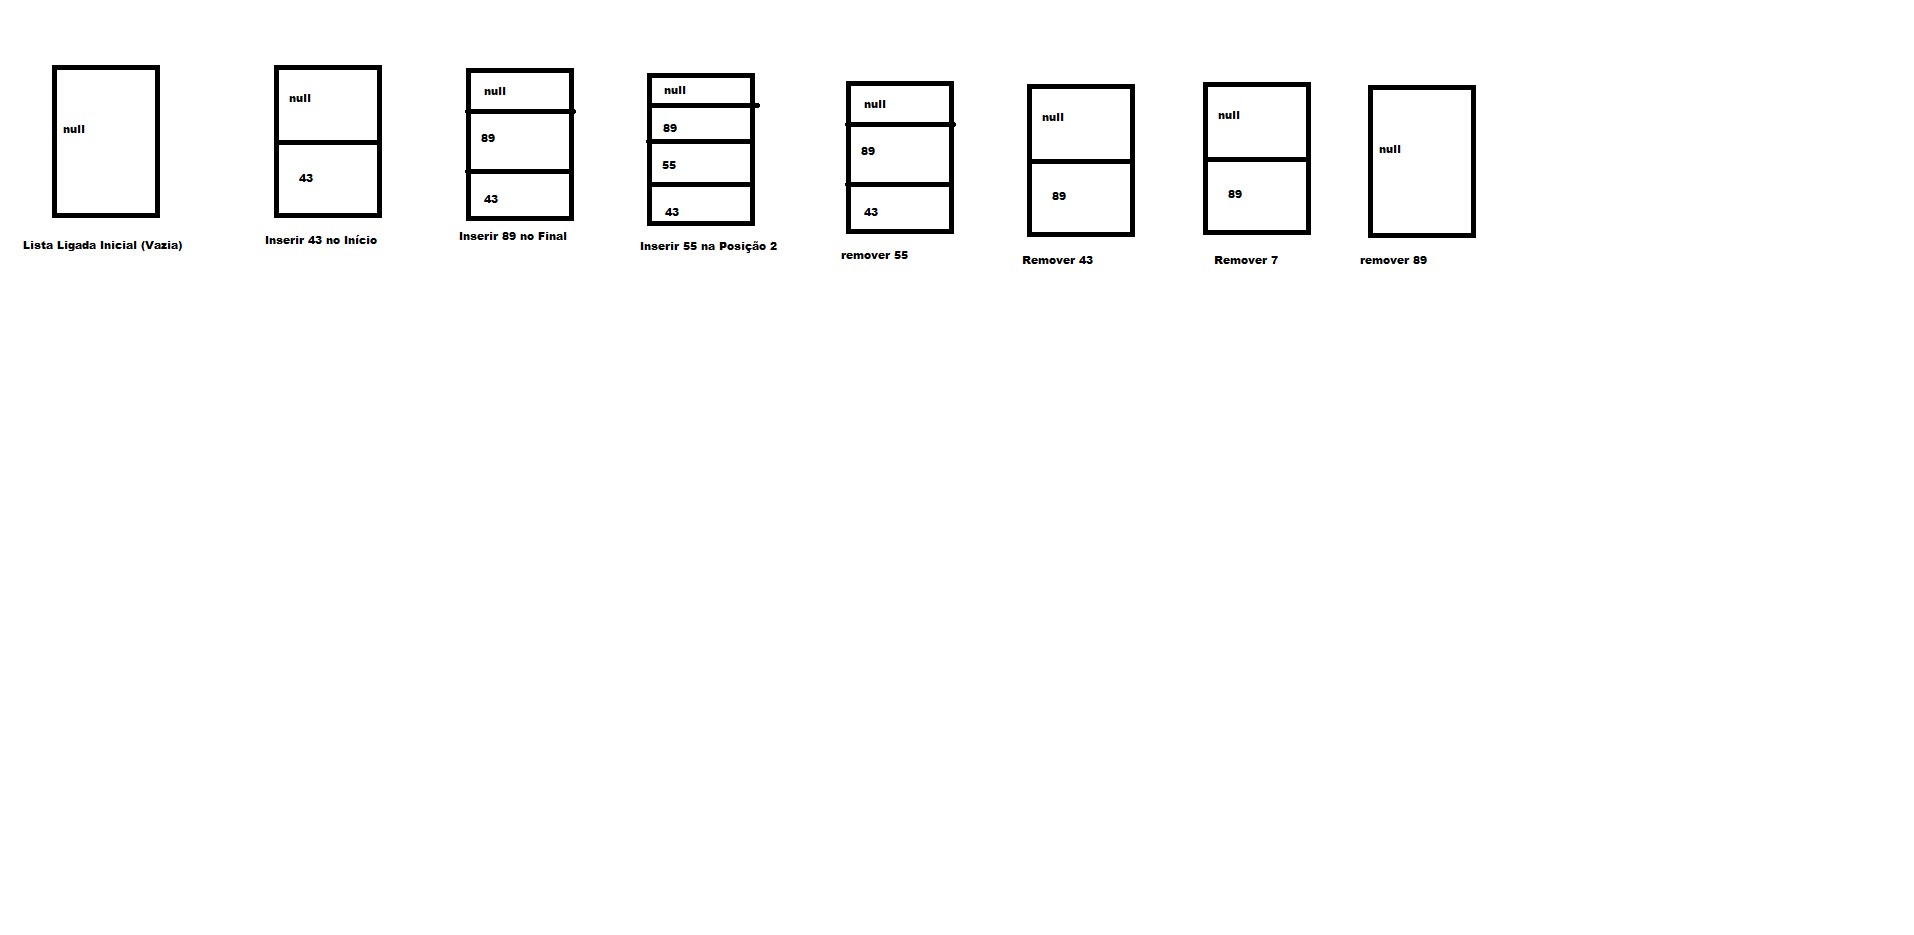 null
43
Lista Ligada Inicial (Vazia)
Inserir 43 no Início
null
89
43
Inserir 89 no Final
null
89
55
43
Inserir 55 na Posição 2
null
89
43
remover 55
null
89
Remover 43
null
89
Remover 7
null
remover 89